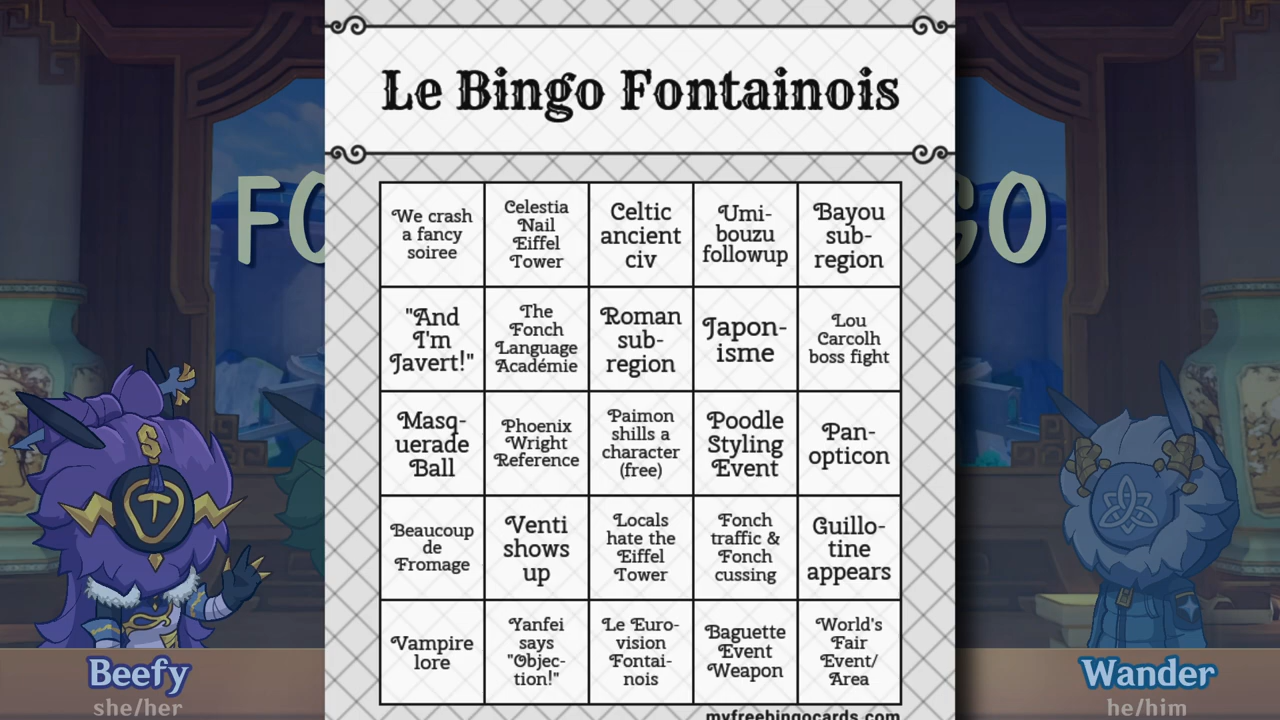 Le Bingo Fontainois
FO
GO
We crash
a fancy
soiree
Celestia
Nail
Eiffel
Tower
Celtic
ancient
civ
Umi-
bouzu
followup
Bayou
sub-
region
"And
I'm
Javert!"
The
Fonch
Language
Académie
Roman
sub-
region
Japon-
isme
Lou
Carcolh
boss fight
Masq-
uerade
Ball
Phoenix
Wright
Reference
Paimon
shills a
character
(free)
Poodle
Styling
Event
Pan-
opticon
Beaucoup
de
Fromage
Venti
shows
up
Locals
hate the
Eiffel
Tower
Fonch
traffic &
Fonch
cussing
Guillo-
tine
appears
Vampire
lore
Yanfei
says
"Objec-
tion!"
Le Euro-
vision
Fontai-
nois
Baguette
Event
Weapon
World's
Fair
Event/
Area
myfreebingocards.com
Beefy
she/her
Wander
he/him